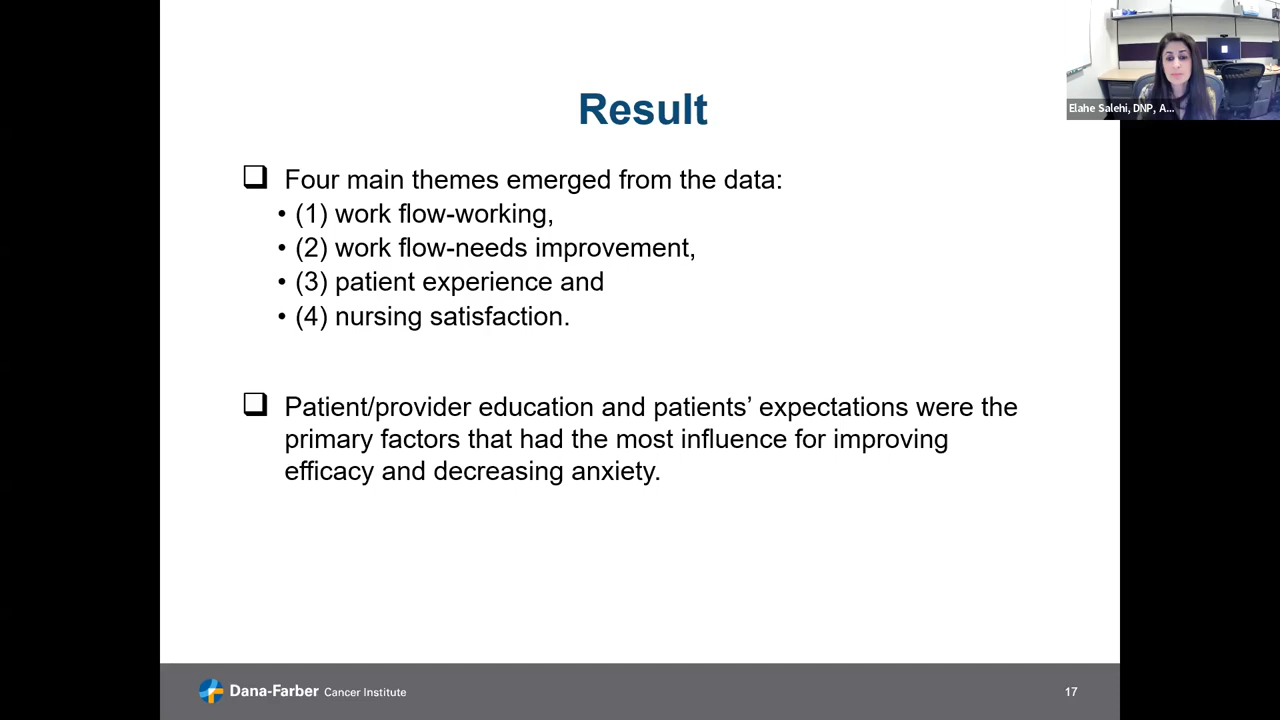 Elahe Salehi, DNP, A...
Result
Four main themes emerged from the data:
• (1) work flow-working,
• (2) work flow-needs improvement,
• (3) patient experience and
• (4) nursing satisfaction.
Patient/provider education and patients’ expectations were the
primary factors that had the most influence for improving
efficacy and decreasing anxiety.
Dana-Farber Cancer Institute
17